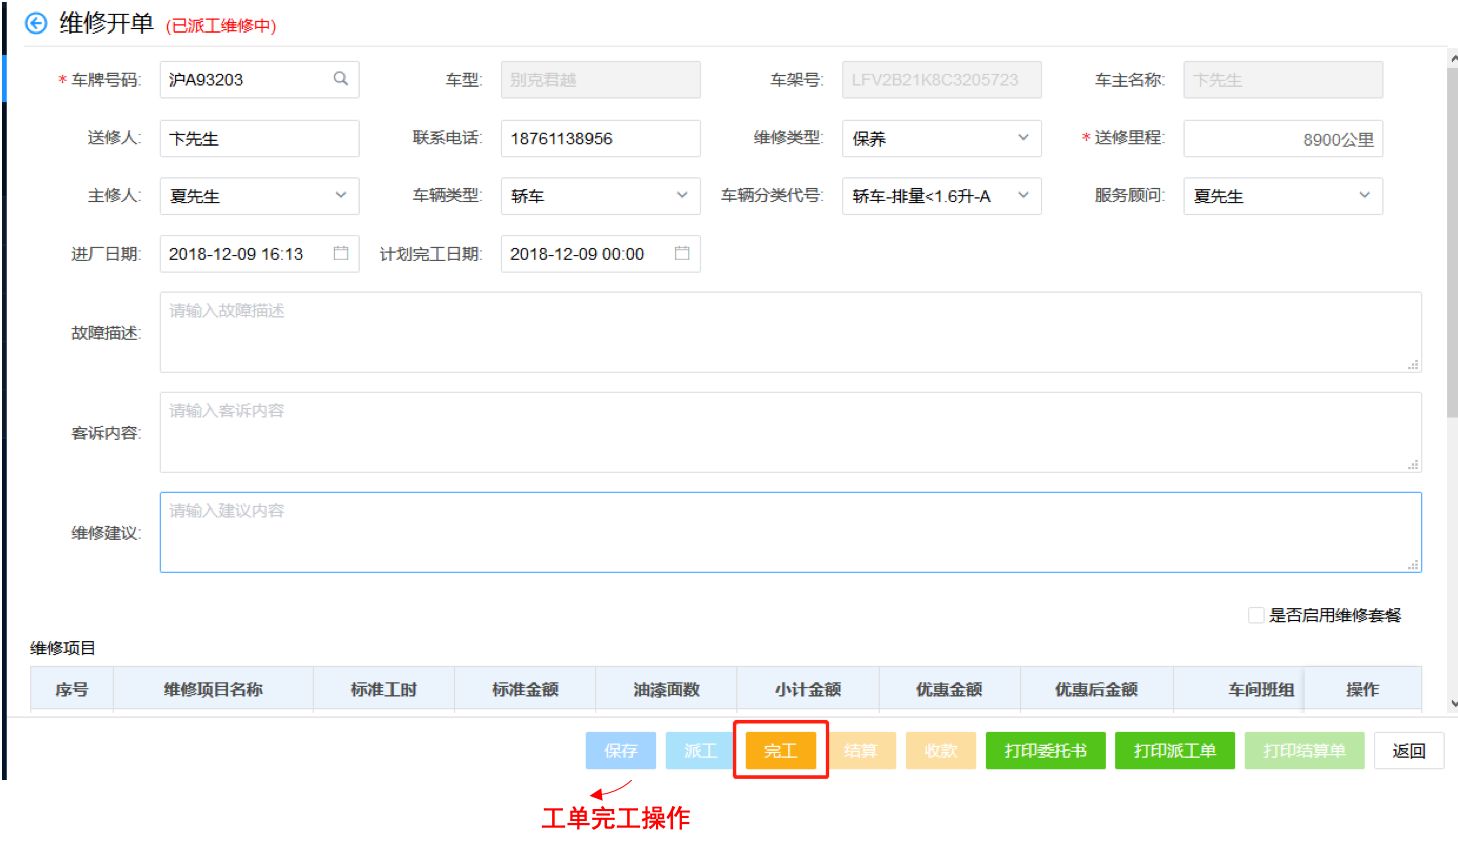 维修开单 (已派工维修中)
* 车牌号码: 沪A93203 车型: 别克君越 车架号: LFV2B21K8C3205723 车主名称: 卞先生
送修人: 卞先生 联系电话: 18761138956 维修类型: 保养 * 送修里程: 8900公里
主修人: 夏先生 车辆类型: 轿车 车辆分类代号: 轿车-排量<1.6升-A 服务顾问: 夏先生
进厂日期: 2018-12-09 16:13 计划完工日期: 2018-12-09 00:00
故障描述: 请输入故障描述
客诉内容: 请输入客诉内容
维修建议: 请输入建议内容
是否启用维修套餐
维修项目
序号 维修项目名称 标准工时 标准金额 油漆面数 小计金额 优惠金额 优惠后金额 车间班组 操作
保存 派工 完工 结算 收款 打印委托书 打印派工单 打印结算单 返回
工单完工操作